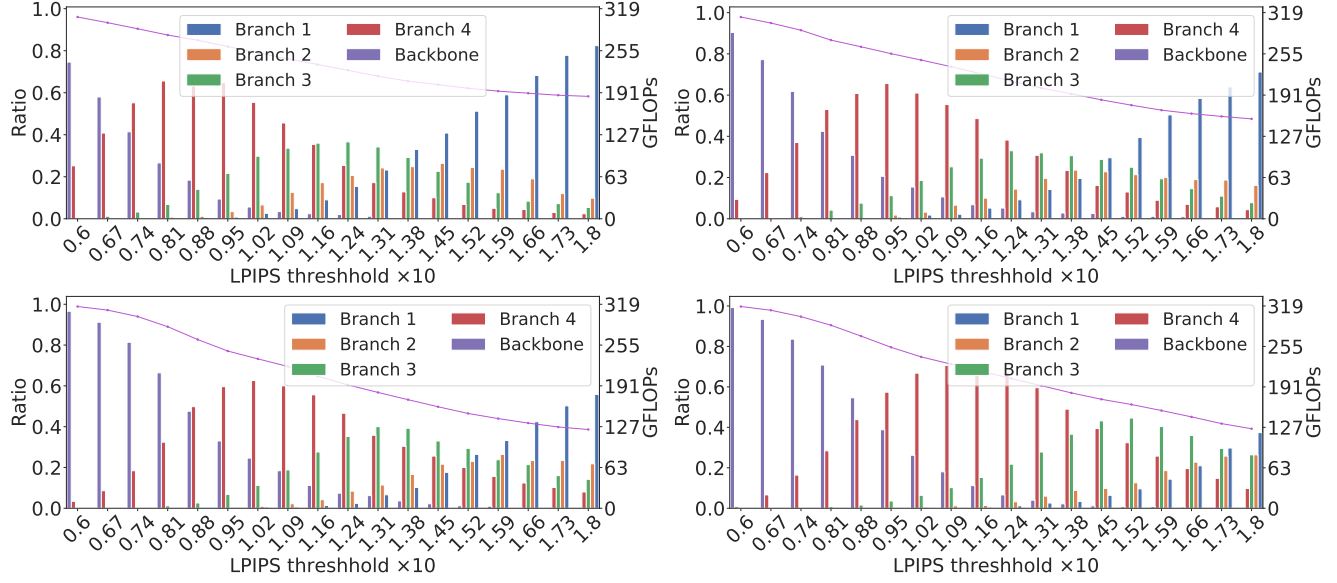 1.0
0.8
0.6
0.4
0.2
0.0
Ratio
Branch 1
Branch 2
Branch 3
Branch 4
Backbone
319
255
191
127
63
0
GFLOPs
0.6 0.67 0.74 0.81 0.88 0.95 1.02 1.09 1.16 1.24 1.31 1.38 1.45 1.52 1.59 1.66 1.73 1.8
LPIPS threshhold ×10
1.0
0.8
0.6
0.4
0.2
0.0
Ratio
Branch 1
Branch 2
Branch 3
Branch 4
Backbone
319
255
191
127
63
0
GFLOPs
0.6 0.67 0.74 0.81 0.88 0.95 1.02 1.09 1.16 1.24 1.31 1.38 1.45 1.52 1.59 1.66 1.73 1.8
LPIPS threshhold ×10
1.0
0.8
0.6
0.4
0.2
0.0
Ratio
Branch 1
Branch 2
Branch 3
Branch 4
Backbone
319
255
191
127
63
0
GFLOPs
0.6 0.67 0.74 0.81 0.88 0.95 1.02 1.09 1.16 1.24 1.31 1.38 1.45 1.52 1.59 1.66 1.73 1.8
LPIPS threshhold ×10
1.0
0.8
0.6
0.4
0.2
0.0
Ratio
Branch 1
Branch 2
Branch 3
Branch 4
Backbone
319
255
191
127
63
0
GFLOPs
0.6 0.67 0.74 0.81 0.88 0.95 1.02 1.09 1.16 1.24 1.31 1.38 1.45 1.52 1.59 1.66 1.73 1.8
LPIPS threshhold ×10